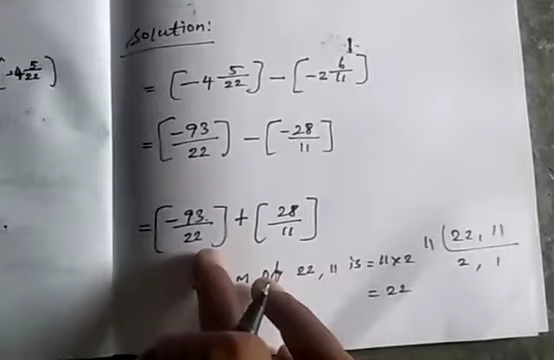 -4 5/22]
Solution:
= [-4 5/22] - [-2 6/11]
= [-93/22] - [-28/11]
= [-93/22] + [28/11]
22, 11 is = 11 × 2
= 22
11 | 22, 11
2, 1